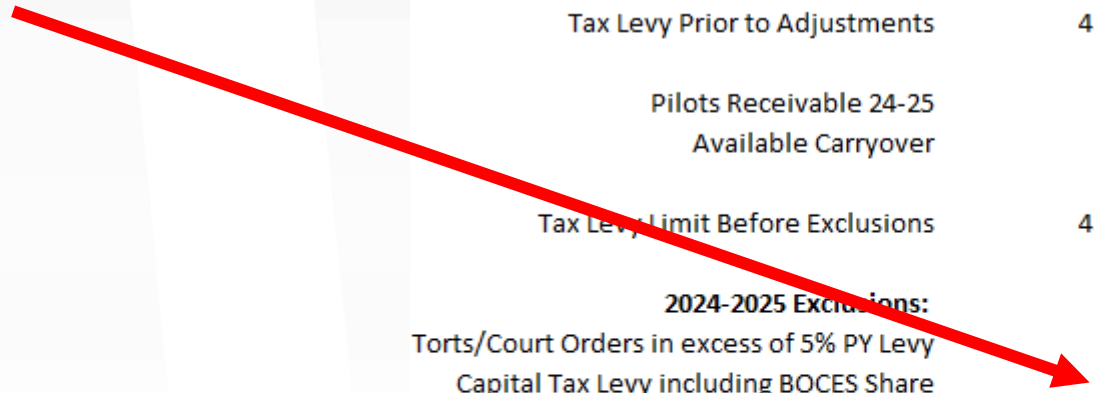 Tax Levy Prior to Adjustments 4
Pilots Receivable 24-25
Available Carryover
Tax Levy Limit Before Exclusions 4
2024-2025 Exclusions:
Torts/Court Orders in excess of 5% PY Levy
Capital Tax Levy including BOCES Share